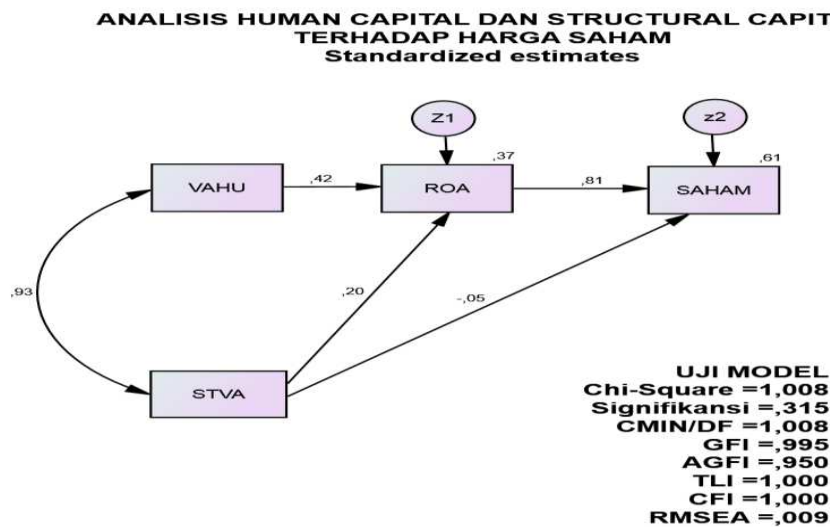 ANALISIS HUMAN CAPITAL DAN STRUCTURAL CAPIT
TERHADAP HARGA SAHAM
Standardized estimates
Z1
z2
,37
,61
VAHU
,42
ROA
,81
SAHAM
,93
,20
-,05
STVA
UJI MODEL
Chi-Square =1,008
Signifikansi =,315
CMIN/DF =1,008
GFI =,995
AGFI =,950
TLI =1,000
CFI =1,000
RMSEA =,009